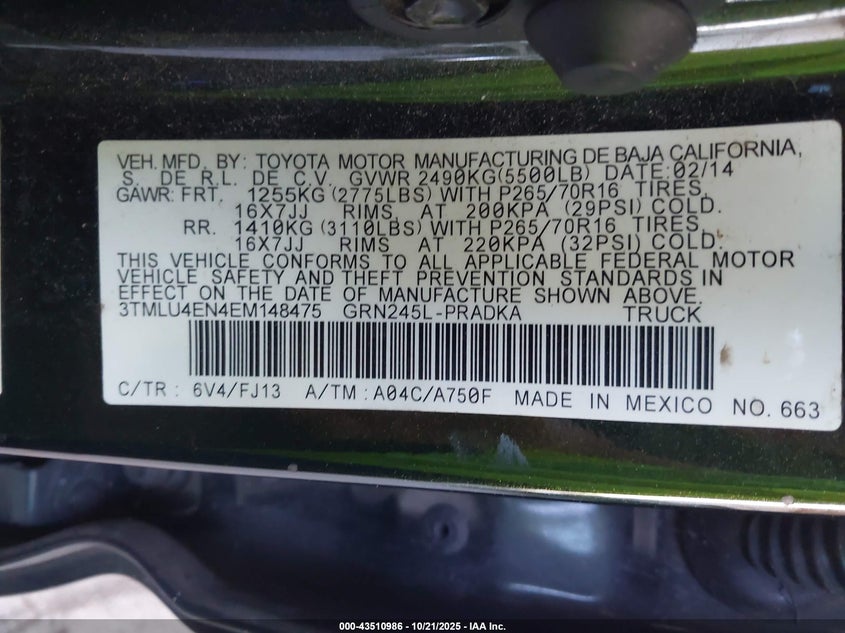 VEH. MFD. BY: TOYOTA MOTOR MANUFACTURING DE BAJA CALIFORNIA,
S. DE R.L. DE C.V. GVWR 2490KG(5500LB) DATE:02/14
GAWR: FRT. 1255KG (2775LBS) WITH P265/70R16 TIRES,
16X7JJ RIMS, AT 200KPA (29PSI) COLD.
RR. 1410KG (3110LBS) WITH P265/70R16 TIRES,
16X7JJ RIMS AT 220KPA (32PSI) COLD.
THIS VEHICLE CONFORMS TO ALL APPLICABLE FEDERAL MOTOR
VEHICLE SAFETY AND THEFT PREVENTION STANDARDS IN
EFFECT ON THE DATE OF MANUFACTURE SHOWN ABOVE.
3TMLU4EN4EM148475 GRN245L-PRADKA TRUCK
C/TR : 6V4/FJ13 A/TM : A04C/A750F MADE IN MEXICO NO. 663
000-43510986 - 10/21/2025 - IAA Inc.